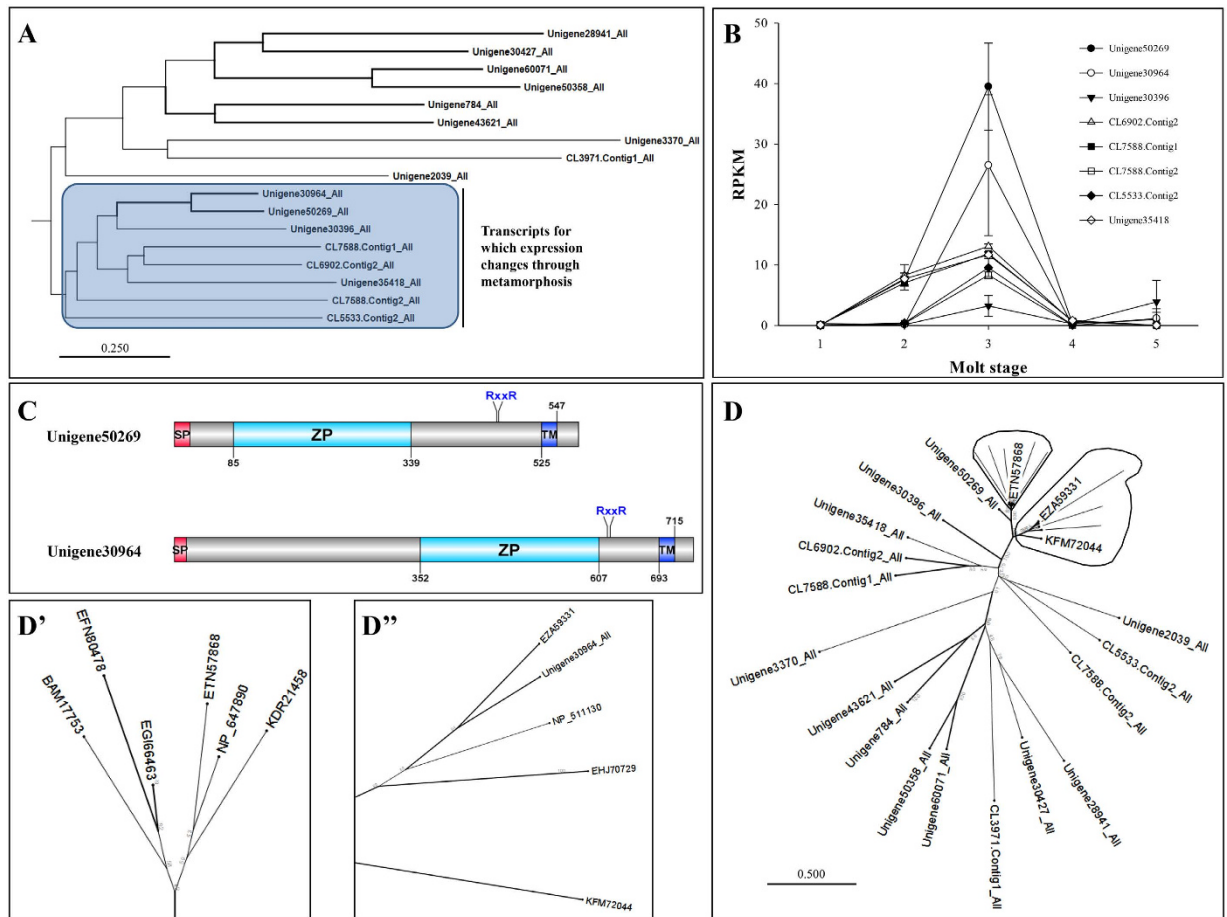 A
Unigene28941_All
Unigene30427_All
Unigene60071_All
Unigene50358_All
Unigene784_All
Unigene43621_All
Unigene3370_All
CL3971.Contig1_All
Unigene2039_All
Unigene30964_All
Unigene50269_All
Unigene30396_All
CL7588.Contig1_All
CL6902.Contig2_All
Unigene35418_All
CL7588.Contig2_All
CL5533.Contig2_All
Transcripts for
which expression
changes through
metamorphosis
0.250
B
50
40
30
20
10
0
RPKM
1 2 3 4 5
Molt stage
Unigene50269
Unigene30964
Unigene30396
CL6902.Contig2
CL7588.Contig1
CL7588.Contig2
CL5533.Contig2
Unigene35418
C
Unigene50269
RxxR
547
SP
ZP
TM
85
339
525
Unigene30964
RxxR
715
SP
ZP
TM
352
607
693
D
ETN57868
Unigene50269_All
EZA59331
KFM72044
Unigene30396_All
Unigene35418_All
CL6902.Contig2_All
CL7588.Contig1_All
Unigene2039_All
CL5533.Contig2_All
CL7588.Contig2_All
Unigene3370_All
Unigene43621_All
Unigene784_All
Unigene50358_All
Unigene60071_All
CL3971.Contig1_All
Unigene30427_All
Unigene28941_All
0.500
D'
BAM17753
EFN80478
EGI66463
ETN57868
NP_647890
KDR21458
D''
EZA59331
Unigene30964_All
NP_511130
EHJ70729
KFM72044